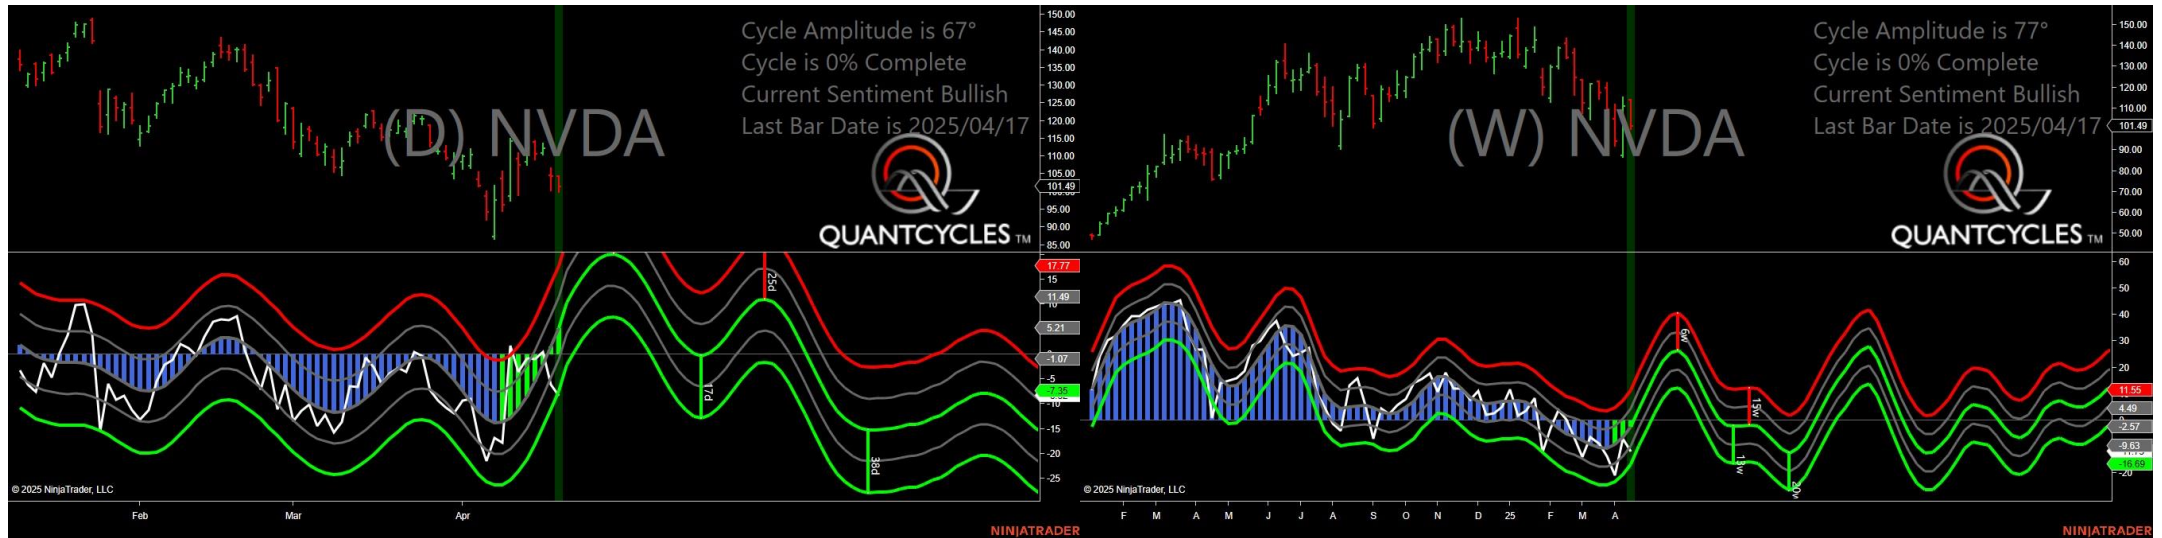 Cycle Amplitude is 67°
Cycle is 0% Complete
Current Sentiment Bullish
Last Bar Date is 2025/04/17
(D) NVDA
QUANTCYCLES TM
150.00
145.00
140.00
135.00
130.00
125.00
120.00
115.00
110.00
105.00
101.49
95.00
90.00
85.00
17.77
15
11.49
5.21
-1.07
-5
-7.35
-10
-15
-20
-25
25d
17d
38d
© 2025 NinjaTrader, LLC
Feb
Mar
Apr
NINJATRADER
Cycle Amplitude is 77°
Cycle is 0% Complete
Current Sentiment Bullish
Last Bar Date is 2025/04/17
(W) NVDA
QUANTCYCLES TM
150.00
140.00
130.00
120.00
110.00
101.49
90.00
80.00
70.00
60.00
50.00
60
50
40
30
20
11.55
4.49
-2.57
-9.63
-16.69
-20
6w
15w
13w
20w
© 2025 NinjaTrader, LLC
F M A M J J A S O N D 25 F M A
NINJATRADER